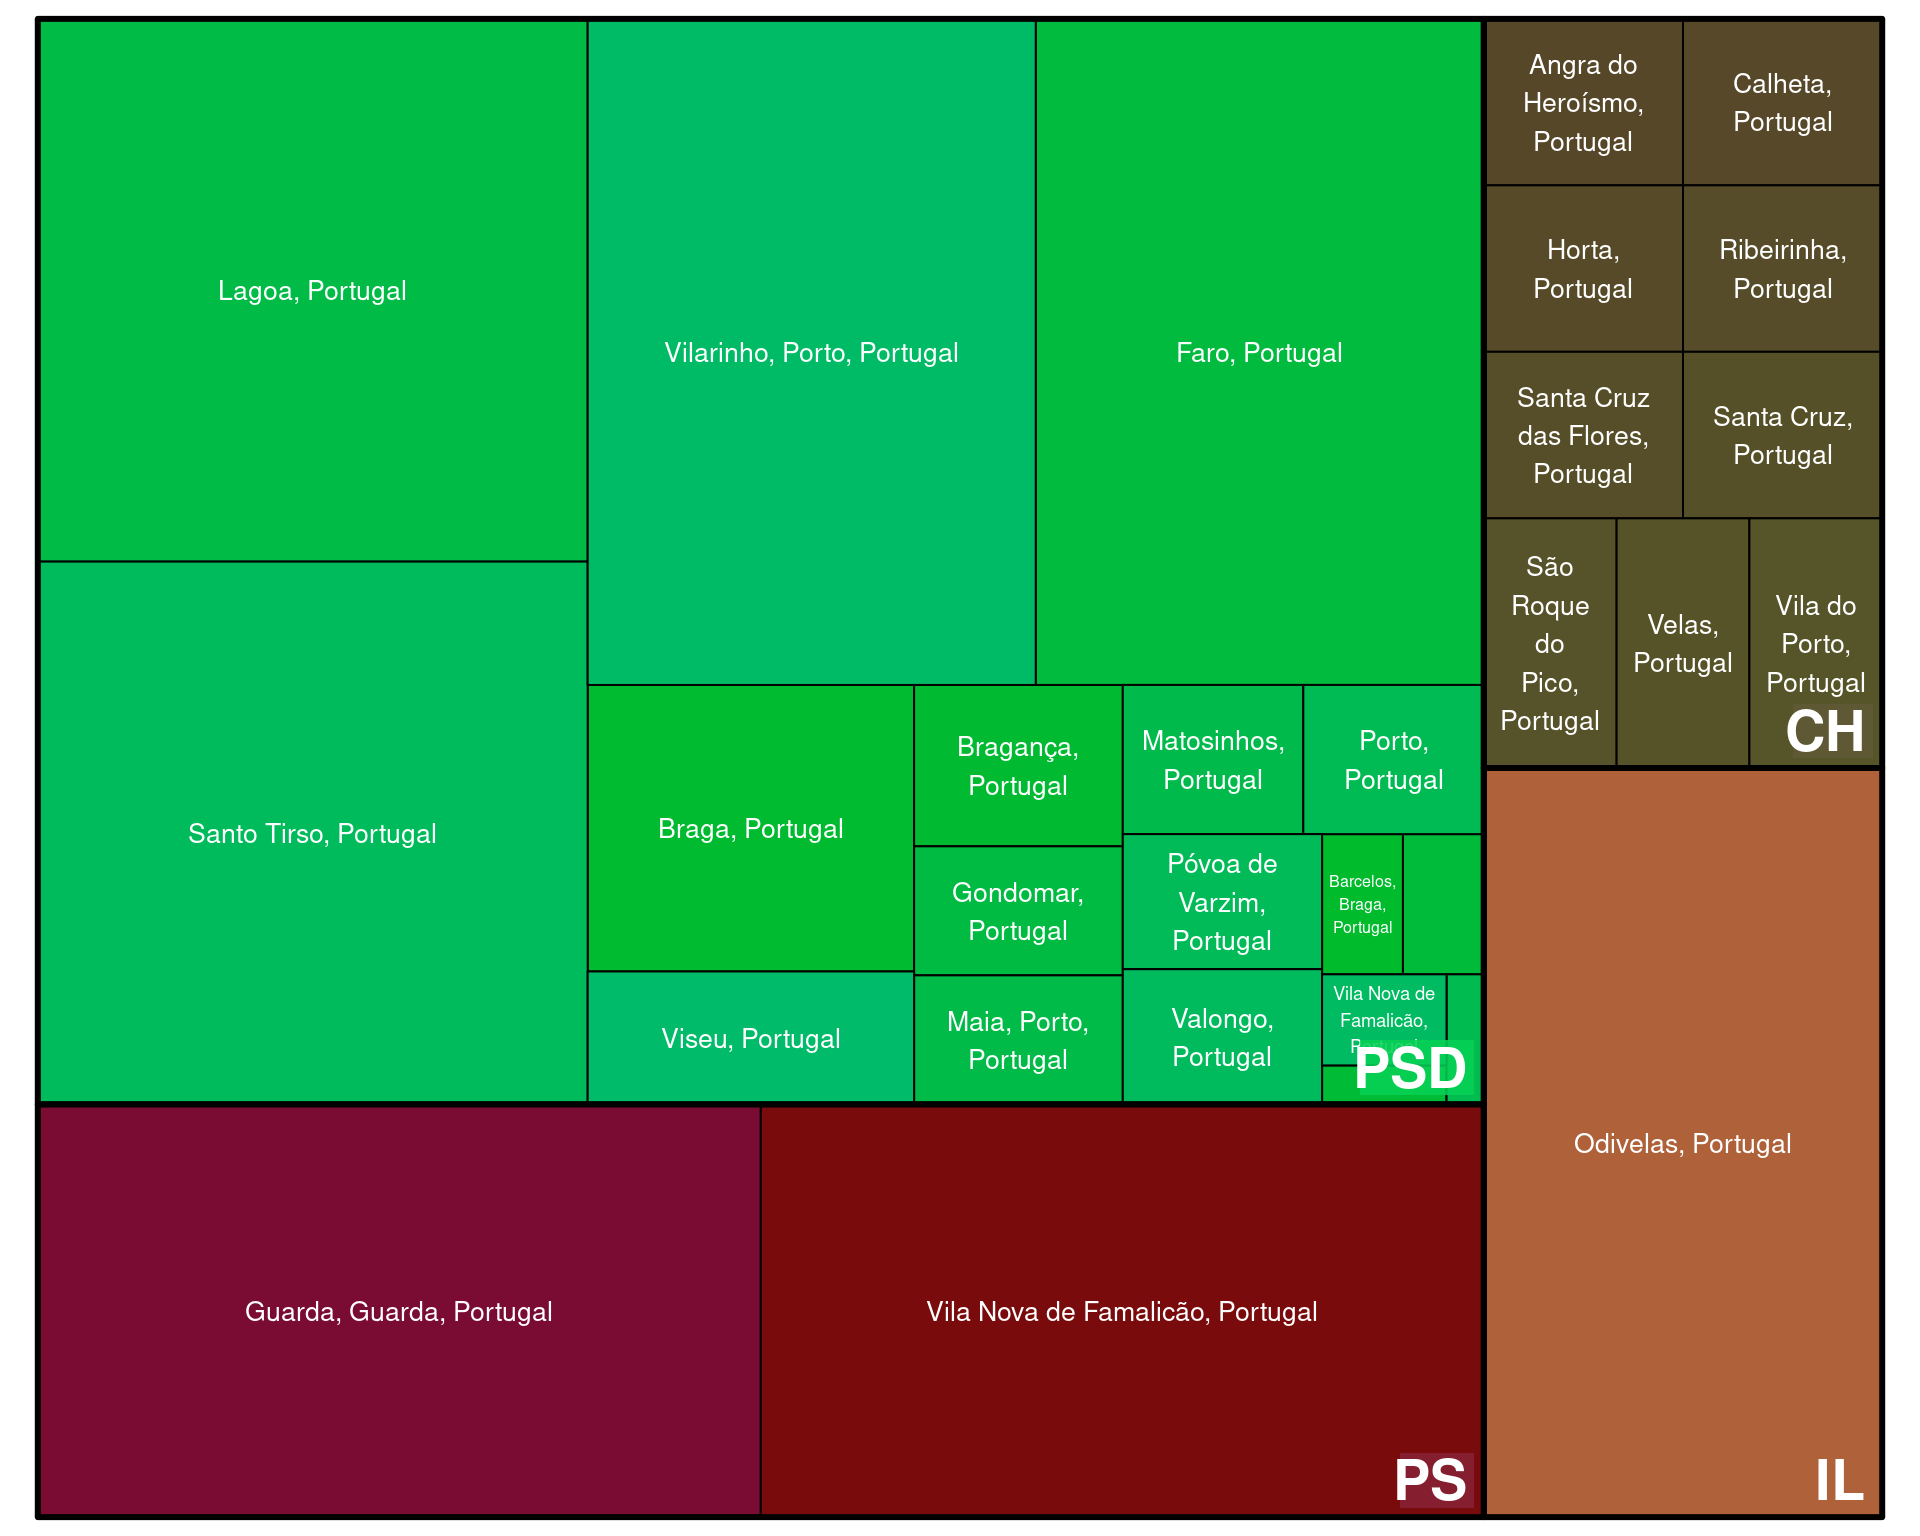 Lagoa, Portugal
Vilarinho, Porto, Portugal
Faro, Portugal
Santo Tirso, Portugal
Braga, Portugal
Viseu, Portugal
Bragança,
Portugal
Gondomar,
Portugal
Maia, Porto,
Portugal
Matosinhos,
Portugal
Porto,
Portugal
Póvoa de
Varzim,
Portugal
Valongo,
Portugal
Barcelos,
Braga,
Portugal
Vila Nova de
Famalicão,
PSD
Guarda, Guarda, Portugal
Vila Nova de Famalicão, Portugal
PS
Angra do
Heroísmo,
Portugal
Calheta,
Portugal
Horta,
Portugal
Ribeirinha,
Portugal
Santa Cruz
das Flores,
Portugal
Santa Cruz,
Portugal
São
Roque
do
Pico,
Portugal
Velas,
Portugal
Vila do
Porto,
Portugal
CH
Odivelas, Portugal
IL